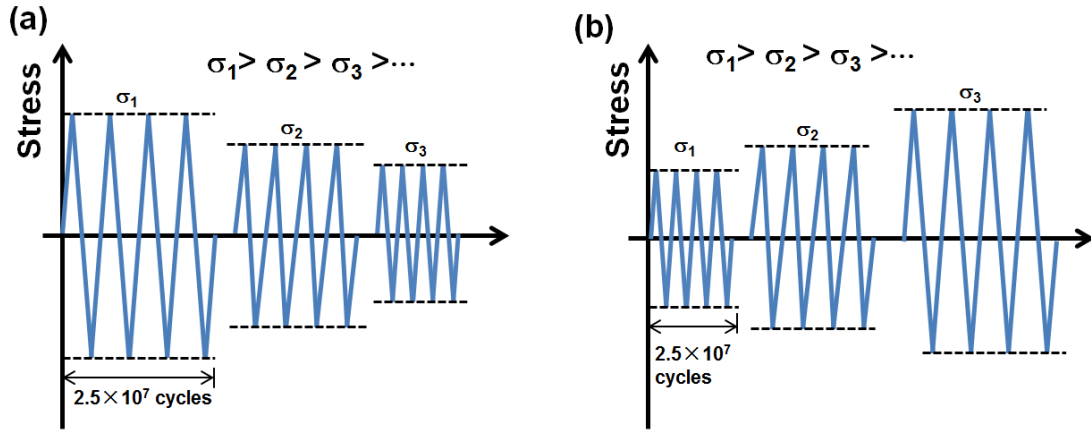 (a)
Stress
σ1 > σ2 > σ3 >···
σ1
σ2
σ3
2.5×10⁷ cycles
(b)
Stress
σ1 > σ2 > σ3 >···
σ1
σ2
σ3
2.5×10⁷
cycles